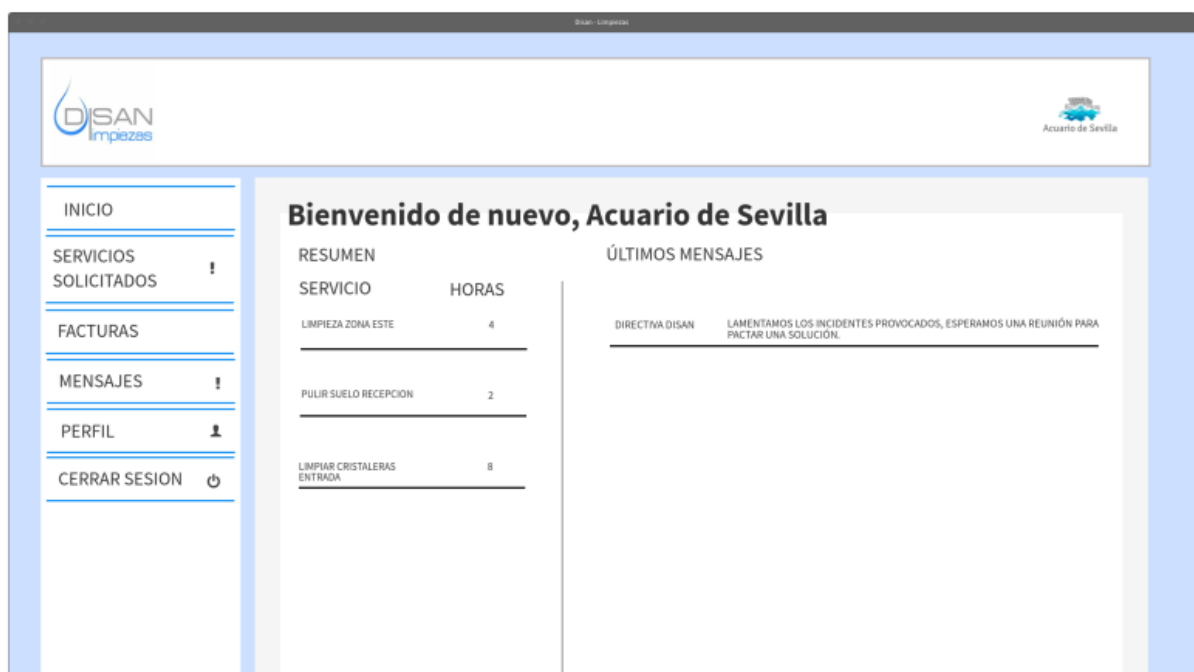 Disan - Limpiezas
DISAN
limpiezas
Acuario de Sevilla
INICIO
SERVICIOS
SOLICITADOS !
FACTURAS
MENSAJES !
PERFIL
CERRAR SESION
Bienvenido de nuevo, Acuario de Sevilla
RESUMEN
SERVICIO HORAS
LIMPIEZA ZONA ESTE 4
PULIR SUELO RECEPCION 2
LIMPIAR CRISTALERAS 8
ENTRADA
ÚLTIMOS MENSAJES
DIRECTIVA DISAN LAMENTAMOS LOS INCIDENTES PROVOCADOS, ESPERAMOS UNA REUNIÓN PARA
PACTAR UNA SOLUCIÓN.